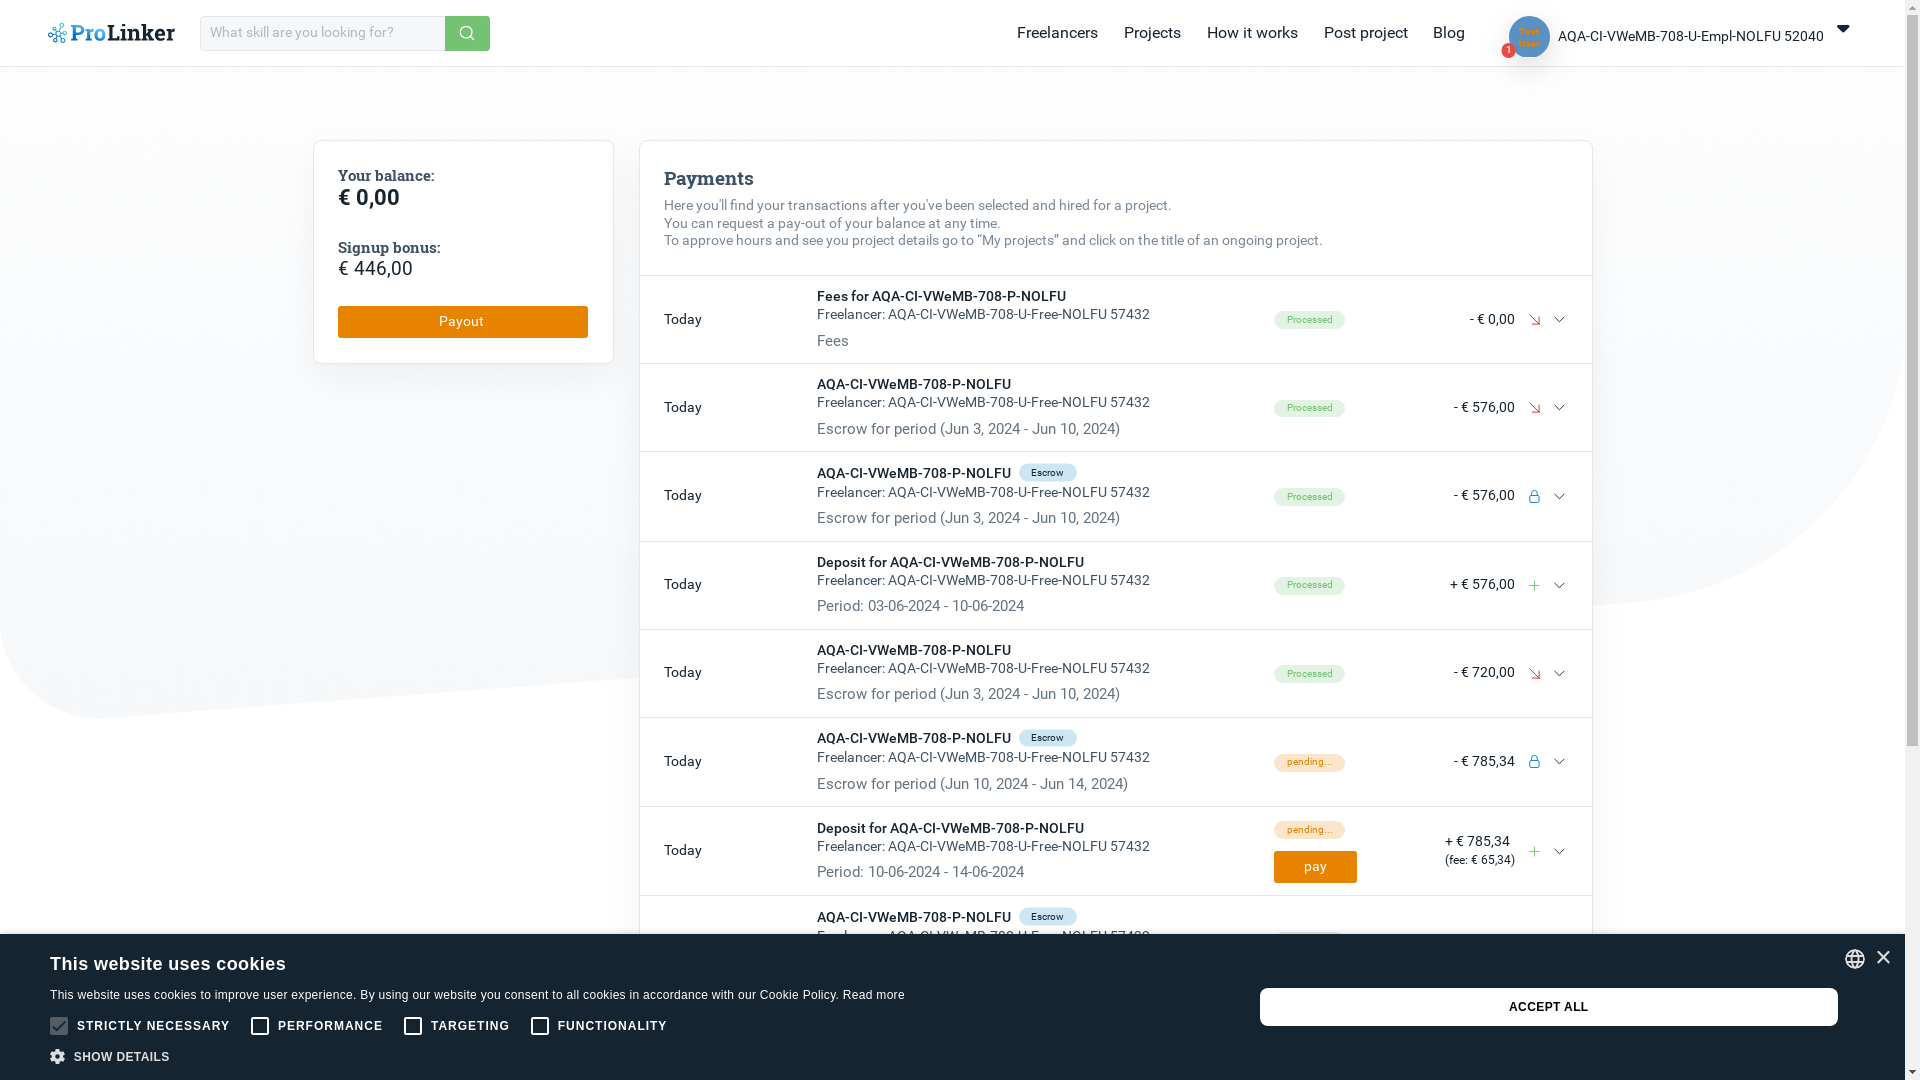 ProLinker
What skill are you looking for?
Freelancers
Projects
How it works
Post project
Blog
Test
User
1
AQA-CI-VWeMB-708-U-Empl-NOLFU 52040
Your balance:
€ 0,00
Signup bonus:
€ 446,00
Payout
Payments
Here you'll find your transactions after you've been selected and hired for a project.
You can request a pay-out of your balance at any time.
To approve hours and see you project details go to “My projects” and click on the title of an ongoing project.
Today
Fees for AQA-CI-VWeMB-708-P-NOLFU
Freelancer: AQA-CI-VWeMB-708-U-Free-NOLFU 57432
Fees
Processed
- € 0,00
Today
AQA-CI-VWeMB-708-P-NOLFU
Freelancer: AQA-CI-VWeMB-708-U-Free-NOLFU 57432
Escrow for period (Jun 3, 2024 - Jun 10, 2024)
Processed
- € 576,00
Today
AQA-CI-VWeMB-708-P-NOLFU Escrow
Freelancer: AQA-CI-VWeMB-708-U-Free-NOLFU 57432
Escrow for period (Jun 3, 2024 - Jun 10, 2024)
Processed
- € 576,00
Today
Deposit for AQA-CI-VWeMB-708-P-NOLFU
Freelancer: AQA-CI-VWeMB-708-U-Free-NOLFU 57432
Period: 03-06-2024 - 10-06-2024
Processed
+ € 576,00
Today
AQA-CI-VWeMB-708-P-NOLFU
Freelancer: AQA-CI-VWeMB-708-U-Free-NOLFU 57432
Escrow for period (Jun 3, 2024 - Jun 10, 2024)
Processed
- € 720,00
Today
AQA-CI-VWeMB-708-P-NOLFU Escrow
Freelancer: AQA-CI-VWeMB-708-U-Free-NOLFU 57432
Escrow for period (Jun 10, 2024 - Jun 14, 2024)
pending...
- € 785,34
Today
Deposit for AQA-CI-VWeMB-708-P-NOLFU
Freelancer: AQA-CI-VWeMB-708-U-Free-NOLFU 57432
Period: 10-06-2024 - 14-06-2024
pending...
pay
+ € 785,34
(fee: € 65,34)
AQA-CI-VWeMB-708-P-NOLFU Escrow
This website uses cookies
This website uses cookies to improve user experience. By using our website you consent to all cookies in accordance with our Cookie Policy. Read more
STRICTLY NECESSARY
PERFORMANCE
TARGETING
FUNCTIONALITY
SHOW DETAILS
ACCEPT ALL